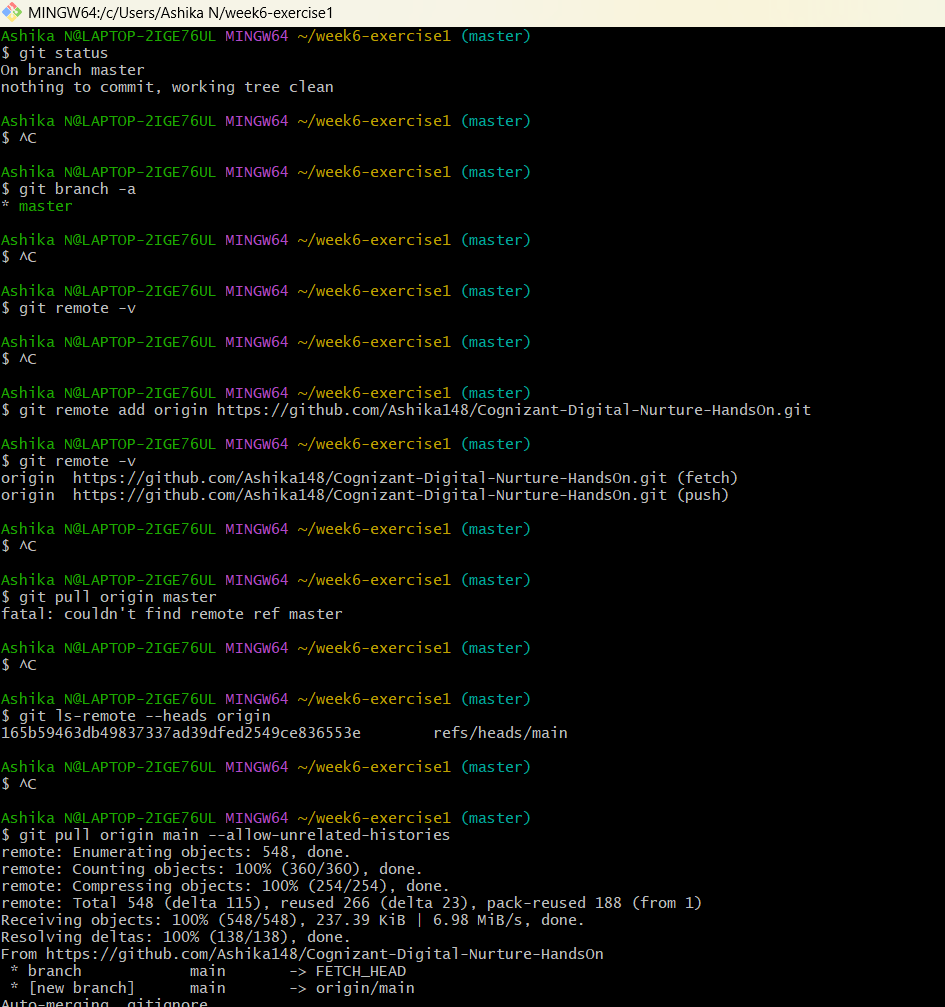 MINGW64:/c/Users/Ashika N/week6-exercise1
Ashika N@LAPTOP-2IGE76UL MINGW64 ~/week6-exercise1 (master)
$ git status
On branch master
nothing to commit, working tree clean
Ashika N@LAPTOP-2IGE76UL MINGW64 ~/week6-exercise1 (master)
$ ^C
Ashika N@LAPTOP-2IGE76UL MINGW64 ~/week6-exercise1 (master)
$ git branch -a
* master
Ashika N@LAPTOP-2IGE76UL MINGW64 ~/week6-exercise1 (master)
$ ^C
Ashika N@LAPTOP-2IGE76UL MINGW64 ~/week6-exercise1 (master)
$ git remote -v
Ashika N@LAPTOP-2IGE76UL MINGW64 ~/week6-exercise1 (master)
$ ^C
Ashika N@LAPTOP-2IGE76UL MINGW64 ~/week6-exercise1 (master)
$ git remote add origin https://github.com/Ashika148/Cognizant-Digital-Nurture-HandsOn.git
Ashika N@LAPTOP-2IGE76UL MINGW64 ~/week6-exercise1 (master)
$ git remote -v
origin  https://github.com/Ashika148/Cognizant-Digital-Nurture-HandsOn.git (fetch)
origin  https://github.com/Ashika148/Cognizant-Digital-Nurture-HandsOn.git (push)
Ashika N@LAPTOP-2IGE76UL MINGW64 ~/week6-exercise1 (master)
$ ^C
Ashika N@LAPTOP-2IGE76UL MINGW64 ~/week6-exercise1 (master)
$ git pull origin master
fatal: couldn't find remote ref master
Ashika N@LAPTOP-2IGE76UL MINGW64 ~/week6-exercise1 (master)
$ ^C
Ashika N@LAPTOP-2IGE76UL MINGW64 ~/week6-exercise1 (master)
$ git ls-remote --heads origin
165b59463db49837337ad39dfed2549ce836553e        refs/heads/main
Ashika N@LAPTOP-2IGE76UL MINGW64 ~/week6-exercise1 (master)
$ ^C
Ashika N@LAPTOP-2IGE76UL MINGW64 ~/week6-exercise1 (master)
$ git pull origin main --allow-unrelated-histories
remote: Enumerating objects: 548, done.
remote: Counting objects: 100% (360/360), done.
remote: Compressing objects: 100% (254/254), done.
remote: Total 548 (delta 115), reused 266 (delta 23), pack-reused 188 (from 1)
Receiving objects: 100% (548/548), 237.39 KiB | 6.98 MiB/s, done.
Resolving deltas: 100% (138/138), done.
From https://github.com/Ashika148/Cognizant-Digital-Nurture-HandsOn
 * branch            main       -> FETCH_HEAD
 * [new branch]      main       -> origin/main
Auto-merging .gitignore